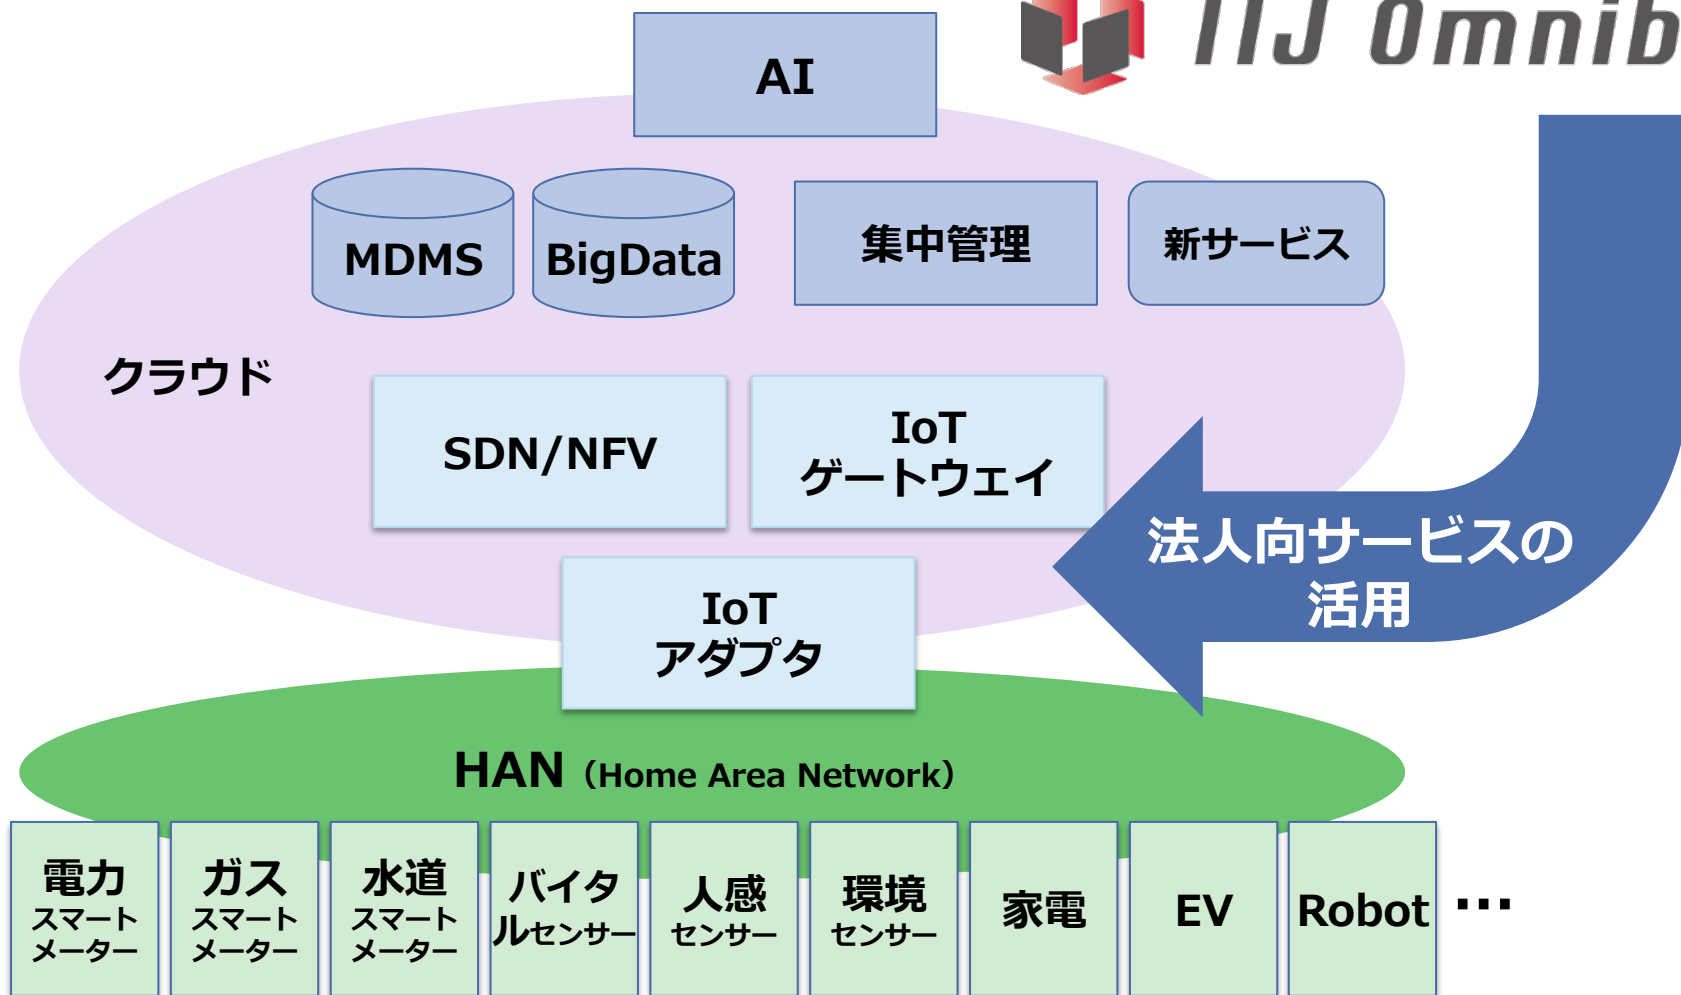 IIJ Omnib
AI
MDMS
BigData
集中管理
新サービス
クラウド
SDN/NFV
IoT
ゲートウェイ
法人向サービスの
活用
IoT
アダプタ
HAN（Home Area Network）
電力
スマート
メーター
ガス
スマート
メーター
水道
スマート
メーター
バイタ
ルセンサー
人感
センサー
環境
センサー
家電
EV
Robot
…